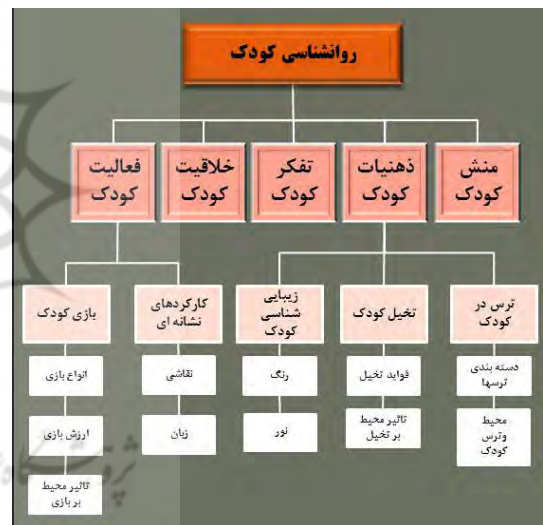 روانشناسی کودک
منش
کودک
ذهنیات
کودک
تفکر
کودک
خلاقیت
کودک
فعالیت
کودک
ترس در
کودک
تخیل کودک
زیبایی
شناسی
کودک
کارکردهای
نشانه ای
بازی کودک
دسته بندی
ترسها
فواید تخیل
رنگ
نقاشی
انواع بازی
محیط
وترس
کودک
تاثیر محیط
بر تخیل
نور
زبان
ارزش بازی
تاثیر محیط
بر بازی